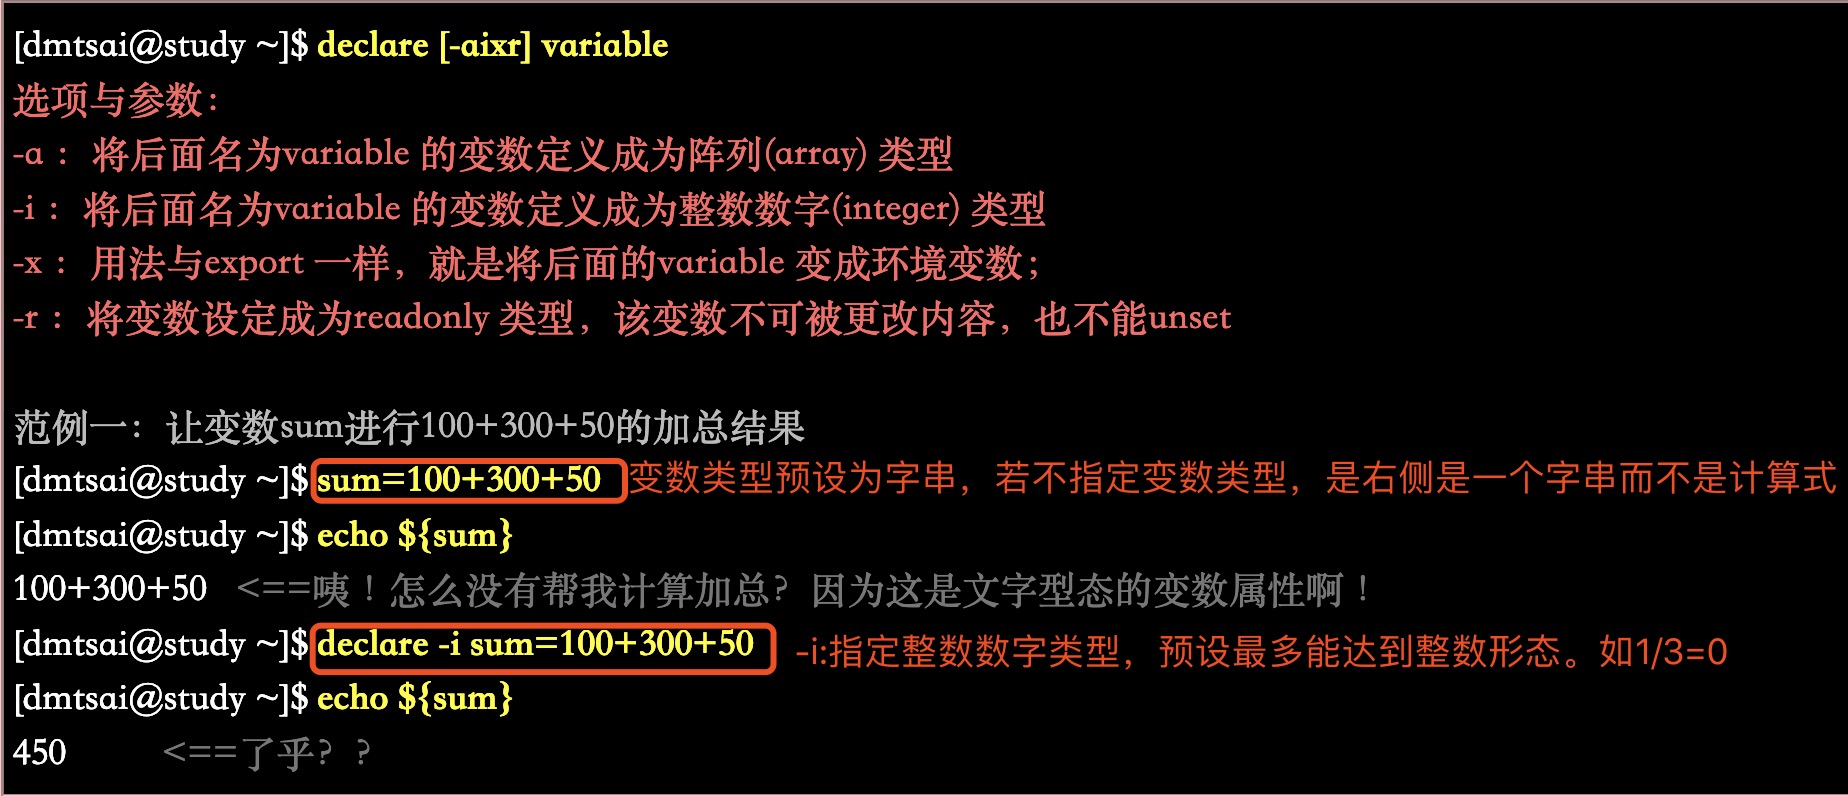 [dmtsai@study ~]$ declare [-aixr] variable
选项与参数：
-a ：将后面名为variable 的变数定义成为阵列(array) 类型
-i ：将后面名为variable 的变数定义成为整数数字(integer) 类型
-x ：用法与export 一样，就是将后面的variable 变成环境变数；
-r ：将变数设定成为readonly 类型，该变数不可被更改内容，也不能unset
范例一：让变数sum进行100+300+50的加总结果
[dmtsai@study ~]$ sum=100+300+50 变数类型预设为字串，若不指定变数类型，是右侧是一个字串而不是计算式
[dmtsai@study ~]$ echo ${sum}
100+300+50 <==咦！怎么没有帮我计算加总？因为这是文字型态的变数属性啊！
[dmtsai@study ~]$ declare -i sum=100+300+50 -i:指定整数数字类型，预设最多能达到整数形态。如1/3=0
[dmtsai@study ~]$ echo ${sum}
450 <==了乎？？